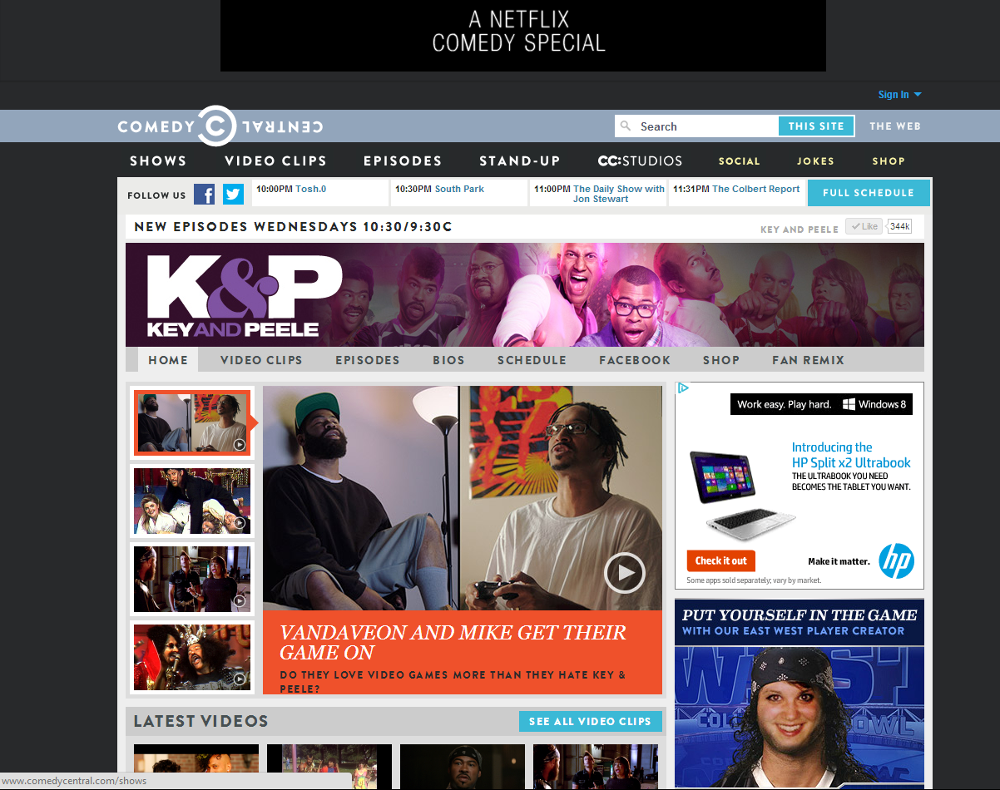 A NETFLIX
COMEDY SPECIAL
Sign In
COMEDY CENTRAL
Search
THIS SITE
THE WEB
SHOWS VIDEO CLIPS EPISODES STAND-UP CC:STUDIOS SOCIAL JOKES SHOP
FOLLOW US
10:00PM Tosh.0
10:30PM South Park
11:00PM The Daily Show with
Jon Stewart
11:31PM The Colbert Report
FULL SCHEDULE
NEW EPISODES WEDNESDAYS 10:30/9:30C
KEY AND PEELE
Like
344k
K&P
KEY AND PEELE
HOME VIDEO CLIPS EPISODES BIOS SCHEDULE FACEBOOK SHOP FAN REMIX
VANDAVEON AND MIKE GET THEIR
GAME ON
DO THEY LOVE VIDEO GAMES MORE THAN THEY HATE KEY &
PEELE?
Work easy. Play hard. Windows 8
Introducing the
HP Split x2 Ultrabook
THE ULTRABOOK YOU NEED
BECOMES THE TABLET YOU WANT.
Check it out
Make it matter.
hp
Some apps sold separately; vary by market.
PUT YOURSELF IN THE GAME
WITH OUR EAST WEST PLAYER CREATOR
LATEST VIDEOS
SEE ALL VIDEO CLIPS
www.comedycentral.com/shows